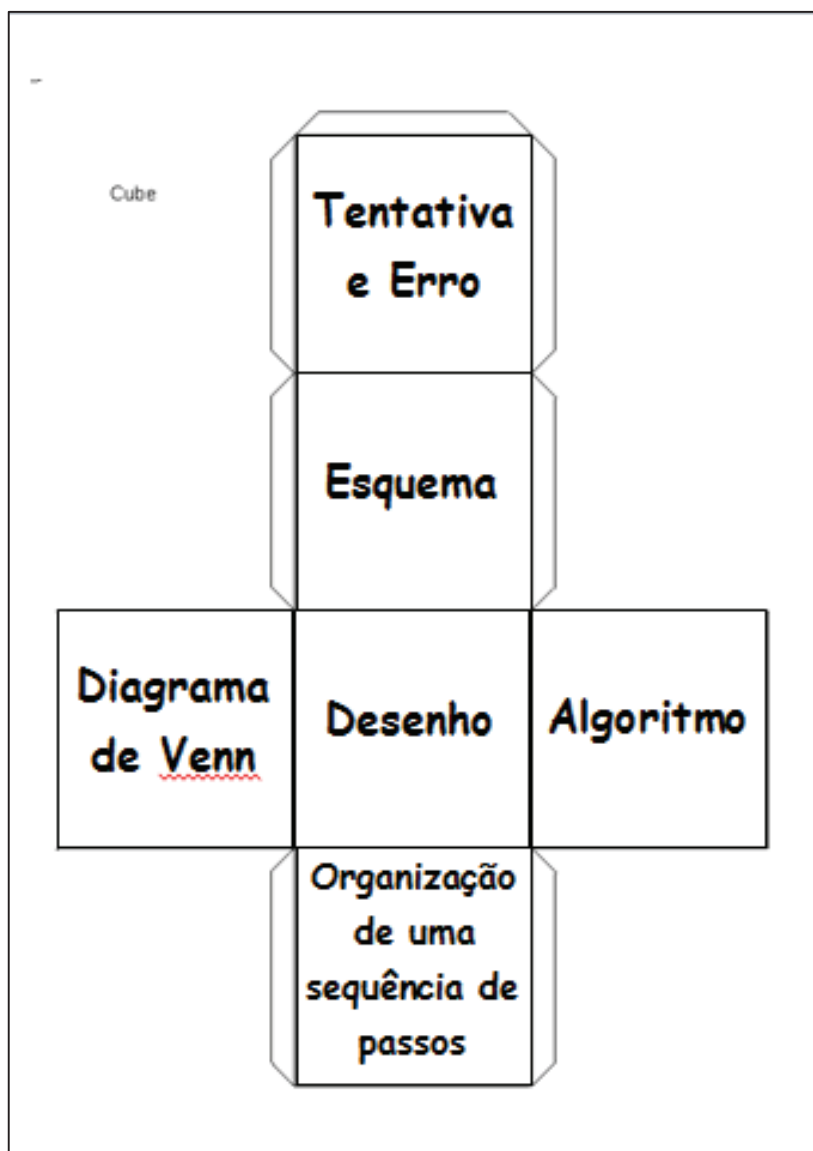 Cube
Tentativa
e Erro
Esquema
Diagrama
de Venn
Desenho
Algoritmo
Organização
de uma
sequência de
passos